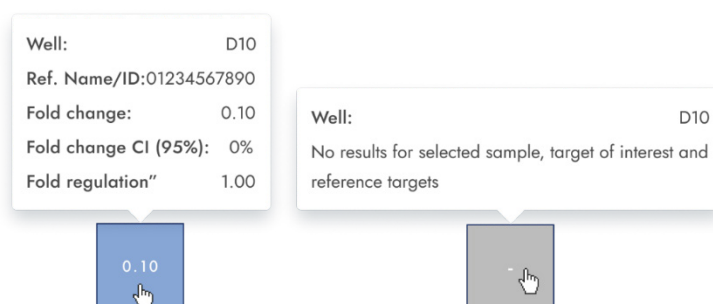 Well: D10
Ref. Name/ID:01234567890
Fold change: 0.10
Fold change CI (95%): 0%
Fold regulation” 1.00
0.10
Well: D10
No results for selected sample, target of interest and
reference targets
-